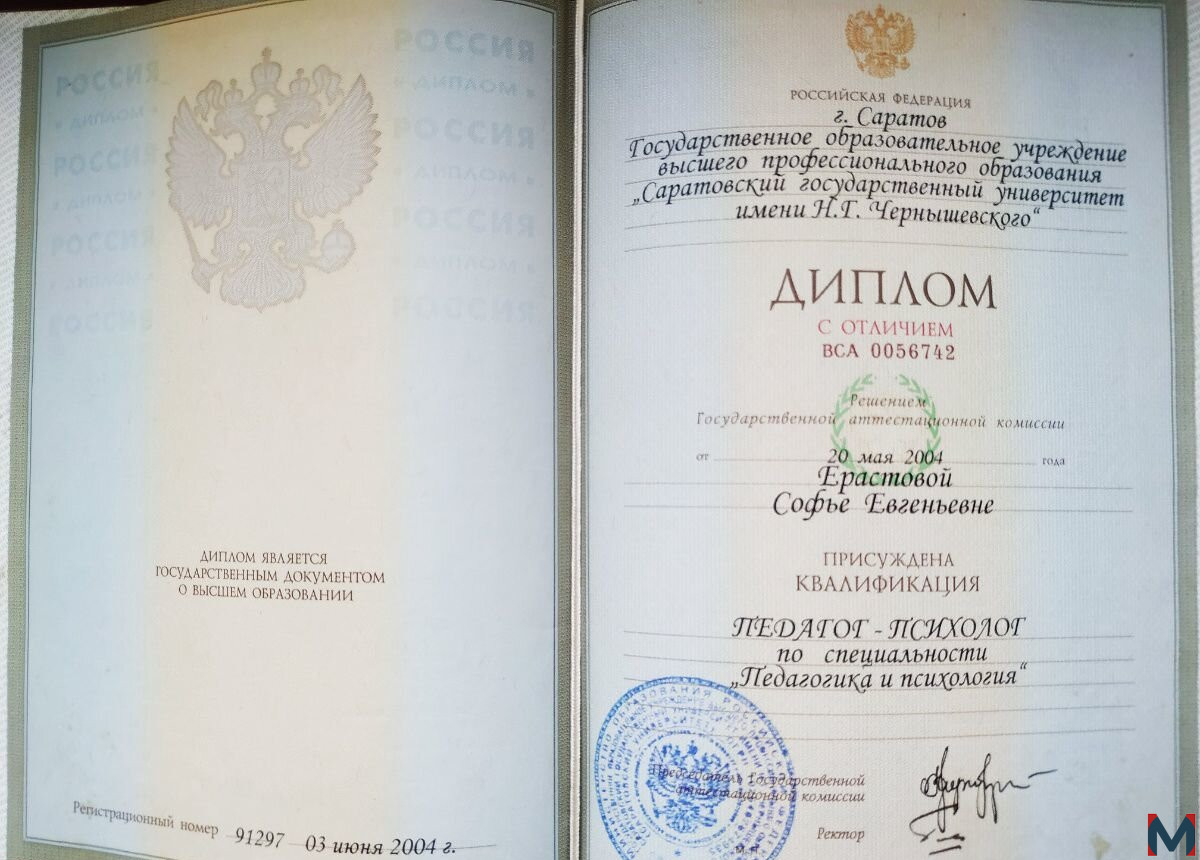 РОССИЯ
РОССИЯ
• ДИПЛОМ •
• ДИПЛОМ •
РОССИЯ
РОССИЯ
• ДИПЛОМ •
• ДИПЛОМ •
РОССИЯ
РОССИЯ
• ДИПЛОМ •
• ДИПЛОМ •
РОССИЯ
РОССИЯ
ДИПЛОМ ЯВЛЯЕТСЯ
ГОСУДАРСТВЕННЫМ ДОКУМЕНТОМ
О ВЫСШЕМ ОБРАЗОВАНИИ
Регистрационный номер 91297 03 июня 2004 г.
РОССИЙСКАЯ ФЕДЕРАЦИЯ
г. Саратов
Государственное образовательное учреждение
высшего профессионального образования
„Саратовский государственный университет
имени Н.Г. Чернышевского“
ДИПЛОМ
С ОТЛИЧИЕМ
ВСА 0056742
Решением
Государственной аттестационной комиссии
от 20 мая 2004 года
Ерастовой
Софье Евгеньевне
ПРИСУЖДЕНА
КВАЛИФИКАЦИЯ
ПЕДАГОГ - ПСИХОЛОГ
по специальности
„Педагогика и психология“
Председатель Государственной
аттестационной комиссии
Ректор
М.П.
M